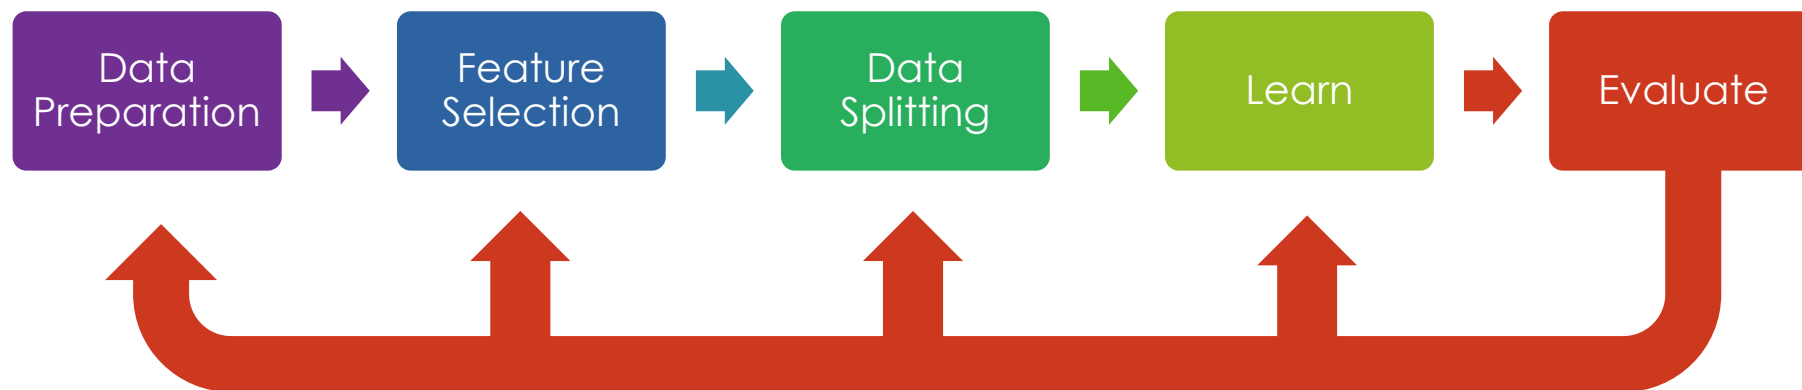 Data
Preparation
Feature
Selection
Data
Splitting
Learn
Evaluate